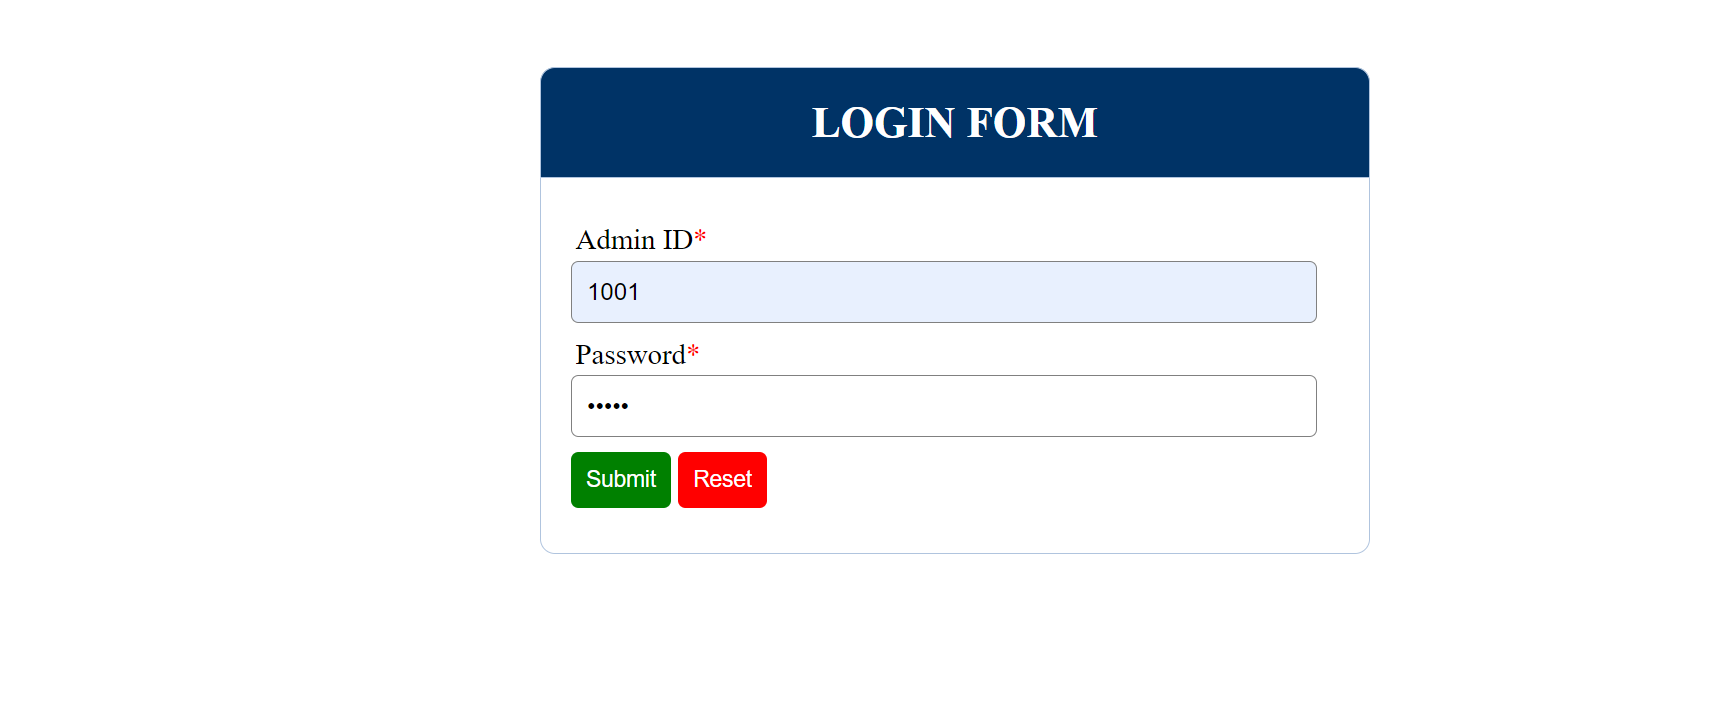 LOGIN FORM
Admin ID*
1001
Password*
•••••
Submit Reset